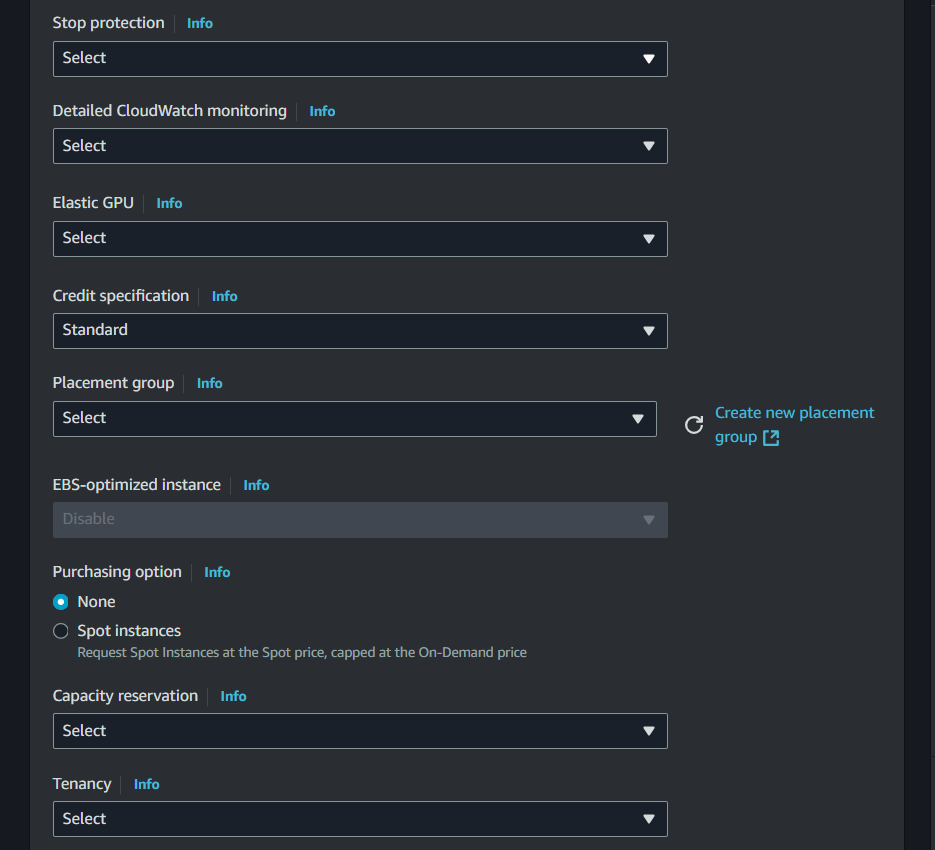 Stop protection Info
Select
Detailed CloudWatch monitoring Info
Select
Elastic GPU Info
Select
Credit specification Info
Standard
Placement group Info
Select
Create new placement
group
EBS-optimized instance Info
Disable
Purchasing option Info
None
Spot instances
Request Spot Instances at the Spot price, capped at the On-Demand price
Capacity reservation Info
Select
Tenancy Info
Select